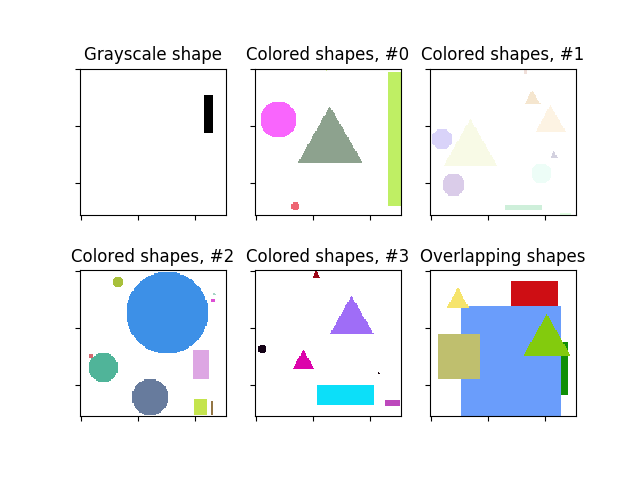 Grayscale shape
Colored shapes, #0
Colored shapes, #1
Colored shapes, #2
Colored shapes, #3
Overlapping shapes